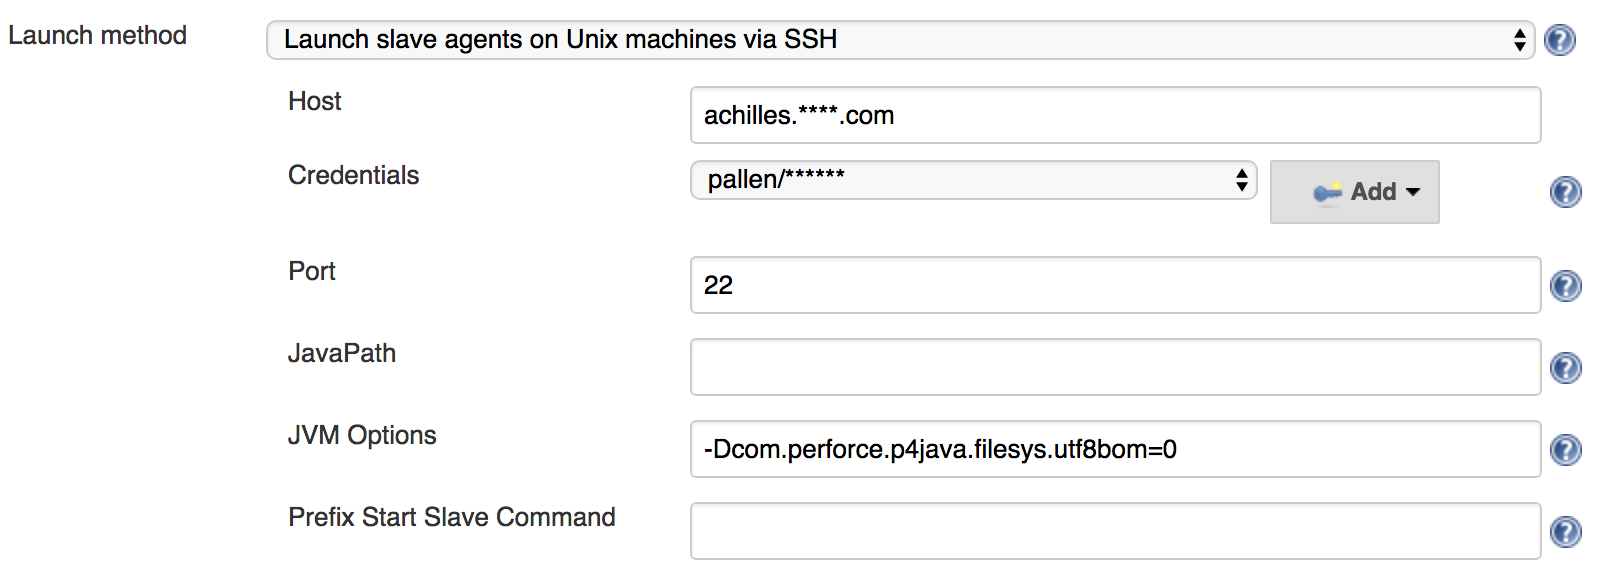 Launch method
Launch slave agents on Unix machines via SSH
?
Host
achilles.****.com
Credentials
pallen/******
Add
?
Port
22
?
JavaPath
?
JVM Options
-Dcom.perforce.p4java.filesys.utf8bom=0
?
Prefix Start Slave Command
?